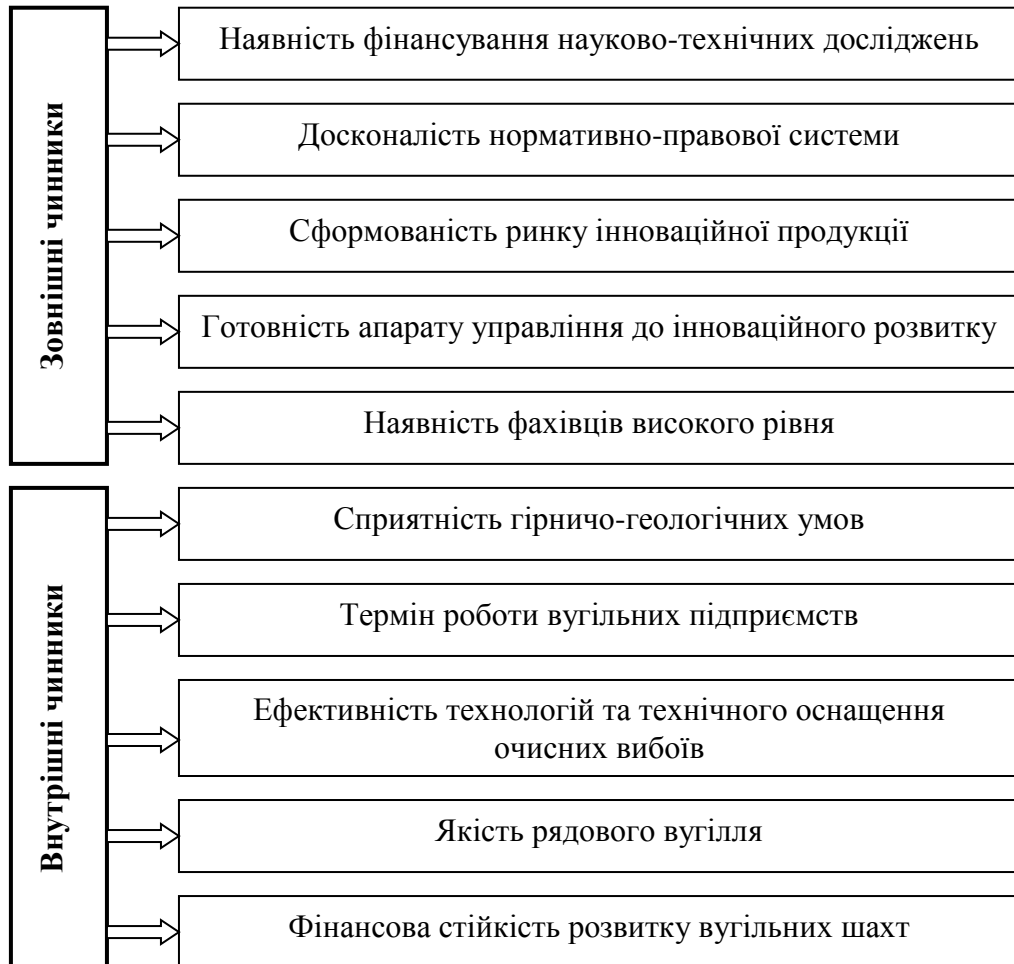 Зовнішні чинники
Наявність фінансування науково-технічних досліджень
Досконалість нормативно-правової системи
Сформованість ринку інноваційної продукції
Готовність апарату управління до інноваційного розвитку
Наявність фахівців високого рівня
Внутрішні чинники
Сприятність гірничо-геологічних умов
Термін роботи вугільних підприємств
Ефективність технологій та технічного оснащення
очисних вибоїв
Якість рядового вугілля
Фінансова стійкість розвитку вугільних шахт